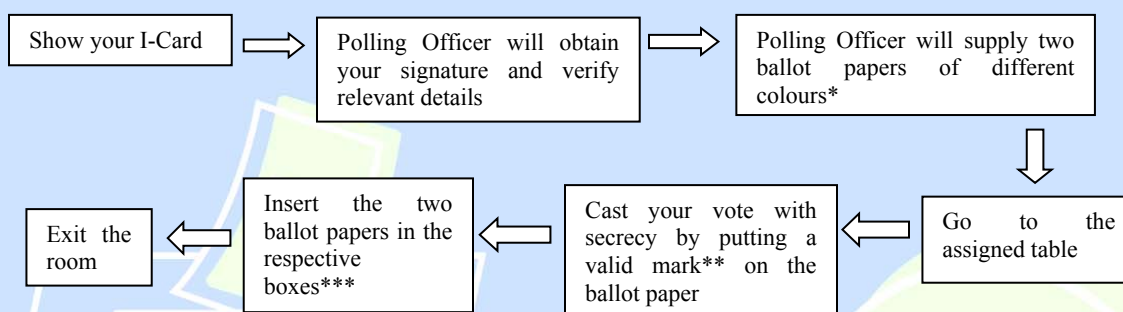 Show your I-Card
Polling Officer will obtain
your signature and verify
relevant details
Polling Officer will supply two
ballot papers of different
colours*
Go to the
assigned table
Cast your vote with
secrecy by putting a
valid mark** on the
ballot paper
Insert the two
ballot papers in the
respective
boxes***
Exit the
room